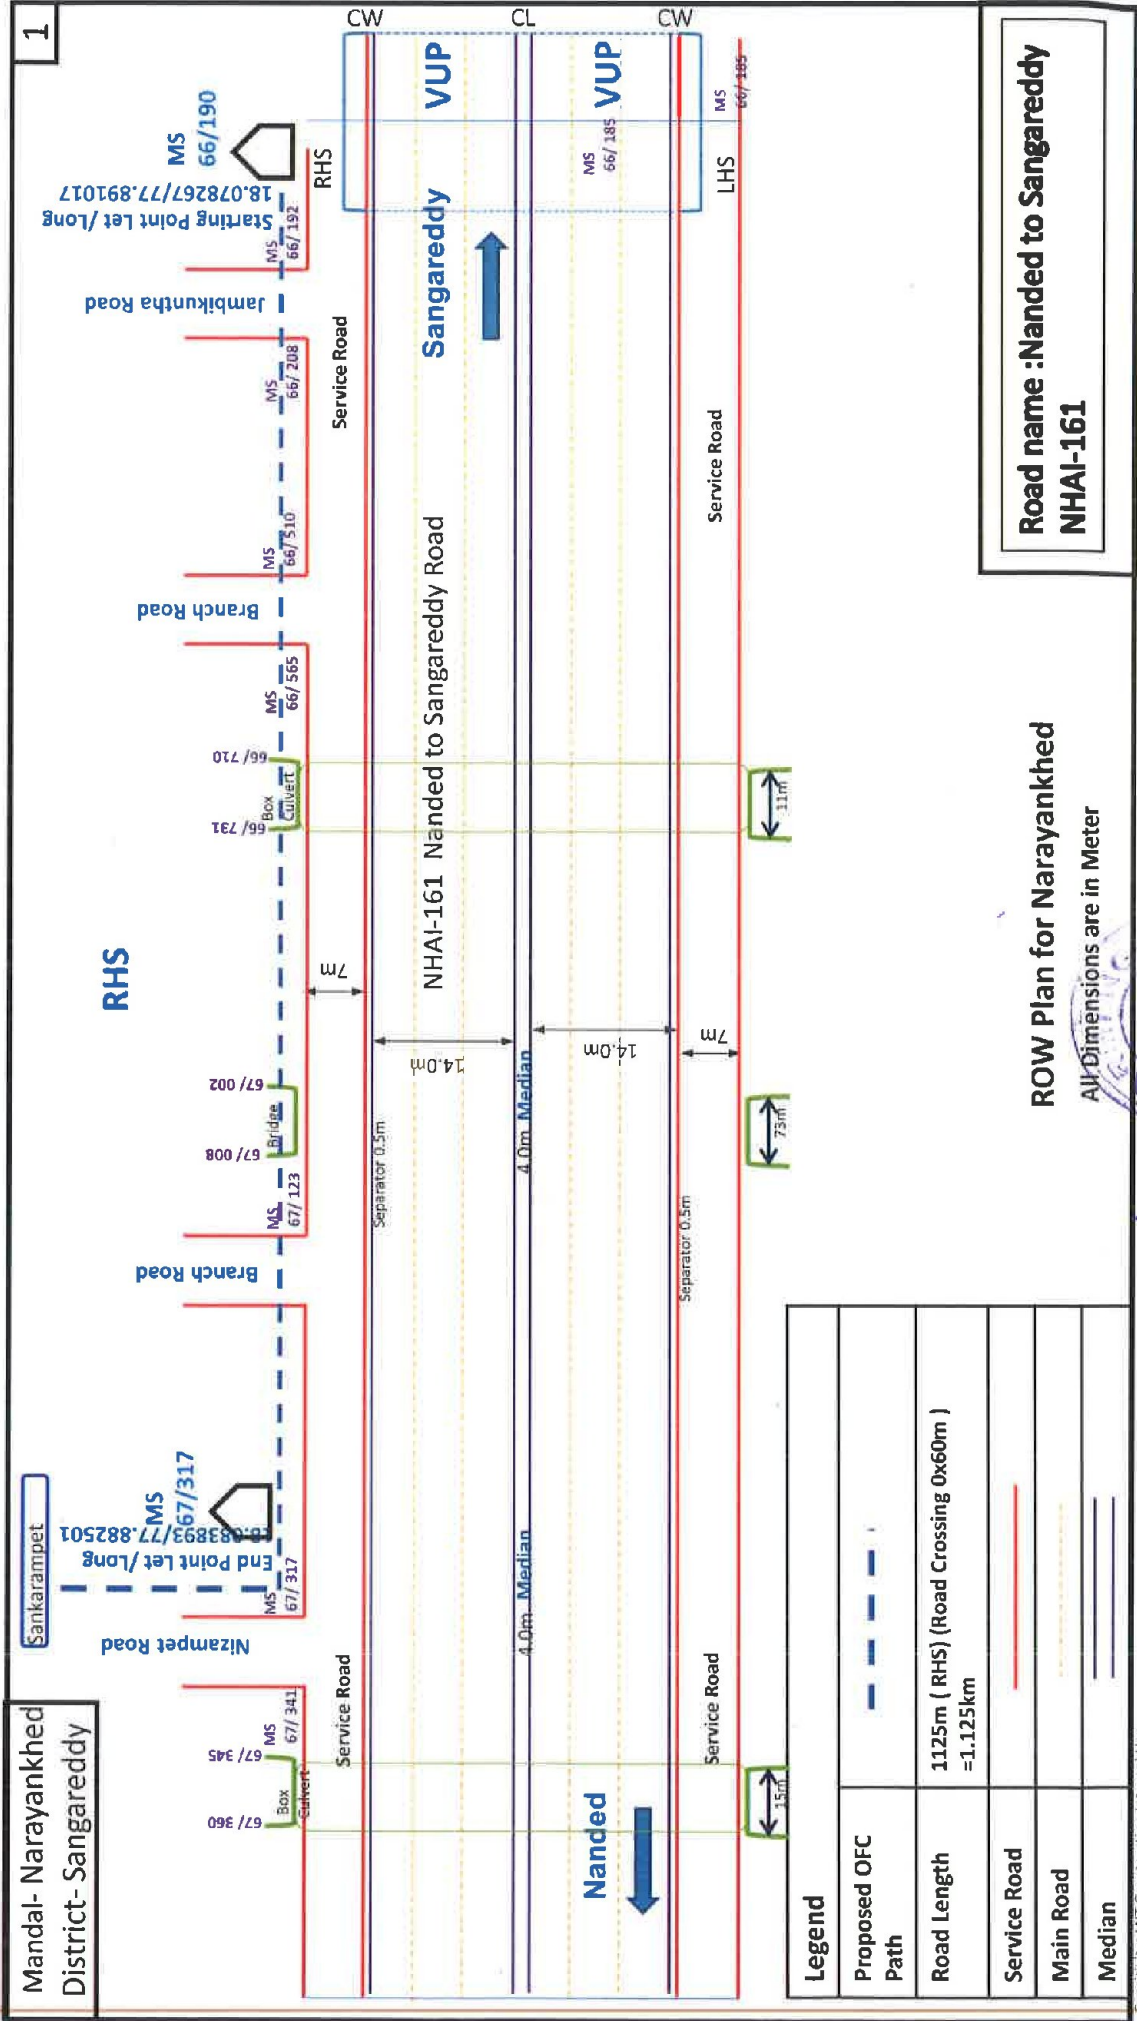 1
Mandal- Narayankhed
District- Sangareddy
Sankarampet
RHS
Nizampet Road
End Point Let /Long
18.083893/77.882501
MS
67/317
Branch Road
Branch Road
Jambikuntha Road
Starting Point Let /Long
18.078267/77.891017
MS
66/190
67/ 360
67/ 345
Box
Culvert
MS
67/ 341
MS
67/ 317
MS
67/ 123
67/ 008
67/ 002
Bridge
66/ 731
66/ 710
Box
Culvert
MS
66/ 565
MS
66/ 510
MS
66/ 208
MS
66/ 192
RHS
Service Road
7m
Service Road
CW
Separator 0.5m
NHAI-161 Nanded to Sangareddy Road
Sangareddy
VUP
14.0m
4.0m Median
4.0m Median
CL
14.0m
Nanded
MS
66/ 185
VUP
CW
Separator 0.5m
Service Road
7m
Service Road
LHS
MS
66/ 185
15m
73m
11m
Legend
Proposed OFC
Path
Road Length
1125m ( RHS) (Road Crossing 0x60m )
=1.125km
Service Road
Main Road
Median
ROW Plan for Narayankhed
All Dimensions are in Meter
Road name :Nanded to Sangareddy
NHAI-161